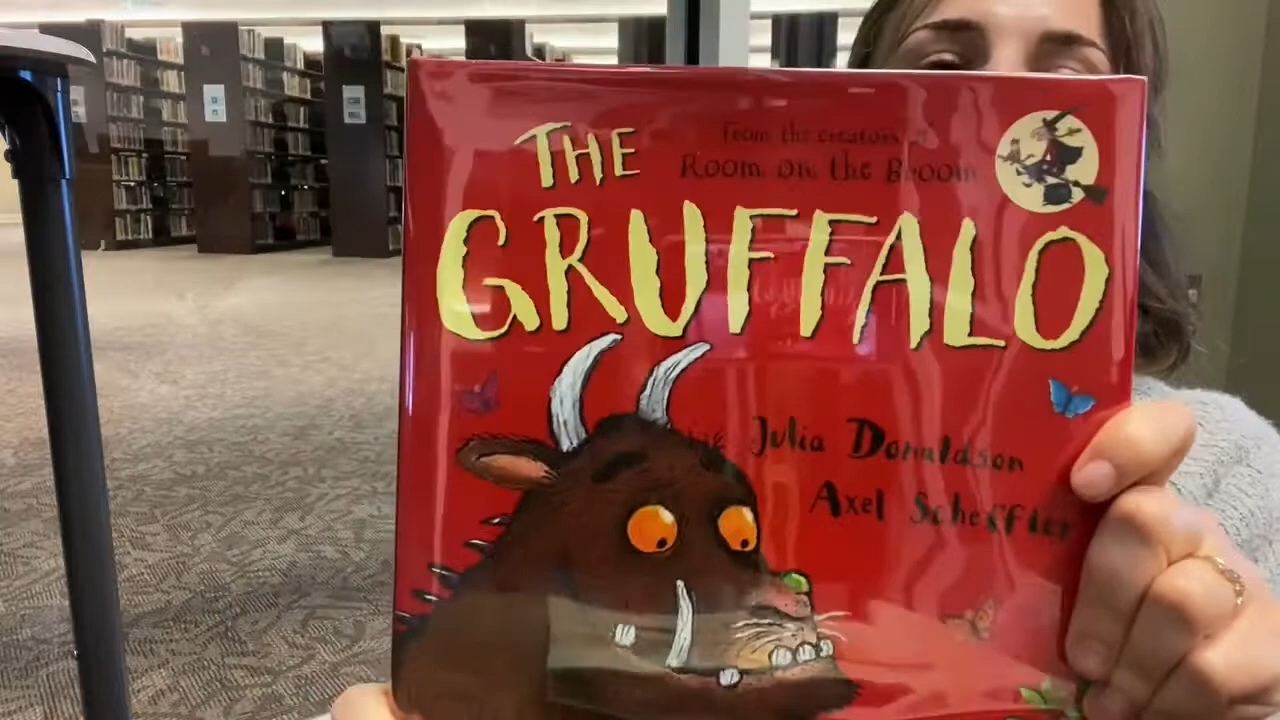 THE
From the creators of
Room on the Broom
GRUFFALO
Julia Donaldson
Axel Scheffler